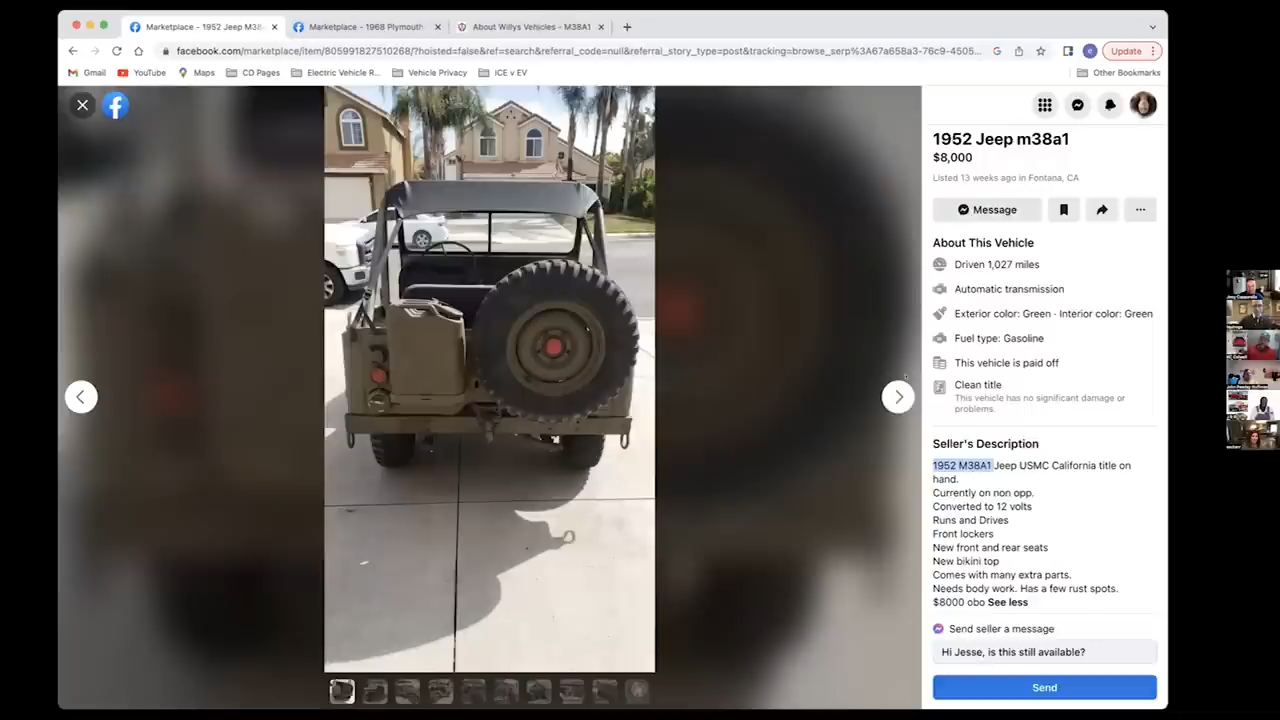 Marketplace - 1952 Jeep M38
Marketplace - 1968 Plymouth
About Willys Vehicles - M38A1
facebook.com/marketplace/item/805991827510268/?hoisted=false&ref=search&referral_code=null&referral_story_type=post&tracking=browse_serp%3A67a658a3-76c9-4505...
Update
Gmail
YouTube
Maps
CD Pages
Electric Vehicle R...
Vehicle Privacy
ICE v EV
Other Bookmarks
1952 Jeep m38a1
$8,000
Listed 13 weeks ago in Fontana, CA
Message
About This Vehicle
Driven 1,027 miles
Automatic transmission
Exterior color: Green · Interior color: Green
Fuel type: Gasoline
This vehicle is paid off
Clean title
This vehicle has no significant damage or
problems.
Seller's Description
1952 M38A1 Jeep USMC California title on
hand.
Currently on non opp.
Converted to 12 volts
Runs and Drives
Front lockers
New front and rear seats
New bikini top
Comes with many extra parts.
Needs body work. Has a few rust spots.
$8000 obo See less
Send seller a message
Hi Jesse, is this still available?
Send